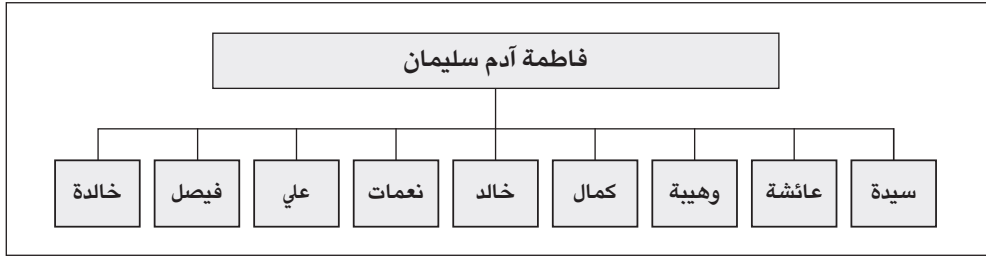 فاطمة آدم سليمان
سيدة عائشة وهيبة كمال خالد نعمات علي فيصل خالدة